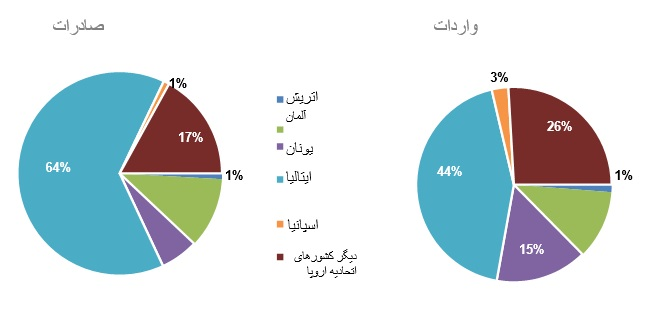 صادرات
واردات
1%
17%
1%
64%
اتریش
آلمان
یونان
ایتالیا
اسپانیا
دیگر کشورهای
اتحادیه اروپا
3%
26%
1%
44%
15%